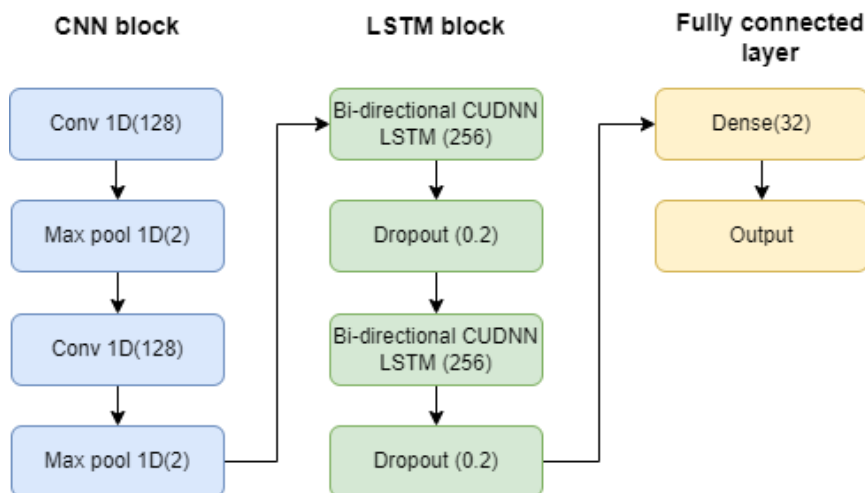 CNN block
Conv 1D(128)
Max pool 1D(2)
Conv 1D(128)
Max pool 1D(2)
LSTM block
Bi-directional CUDNN
LSTM (256)
Dropout (0.2)
Bi-directional CUDNN
LSTM (256)
Dropout (0.2)
Fully connected
layer
Dense(32)
Output